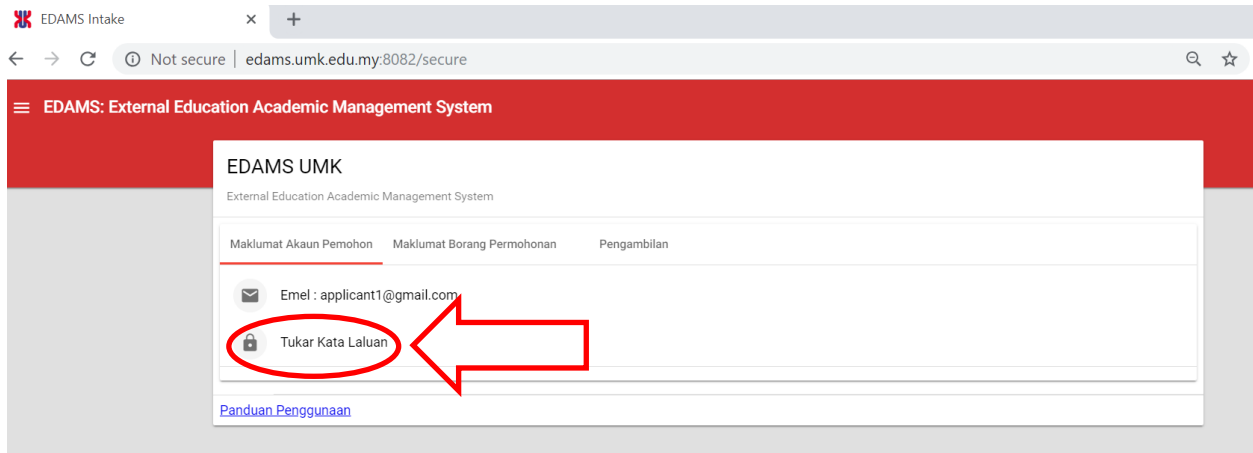 EDAMS Intake
Not secure | edams.umk.edu.my:8082/secure
EDAMS: External Education Academic Management System
EDAMS UMK
External Education Academic Management System
Maklumat Akaun Pemohon Maklumat Borang Permohonan Pengambilan
Emel : applicant1@gmail.com
Tukar Kata Laluan
Panduan Penggunaan